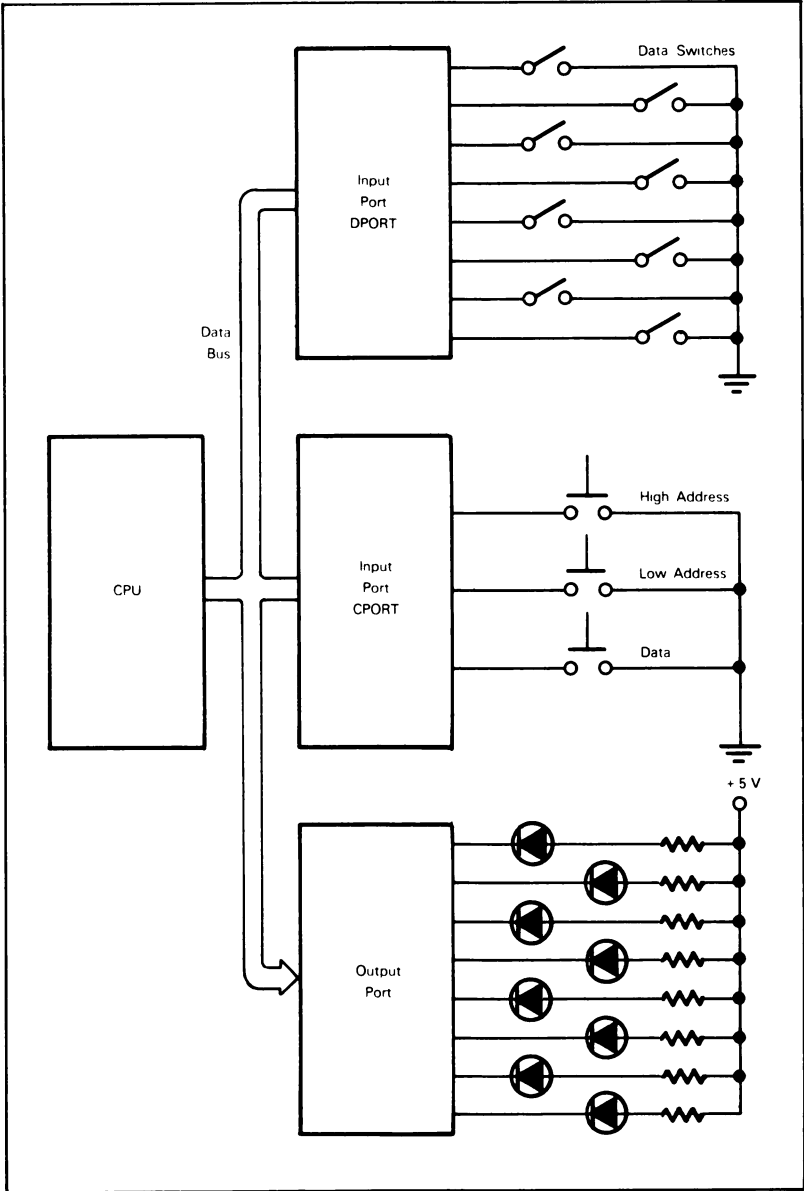 Data Switches
Input
Port
DPORT
Data
Bus
CPU
Input
Port
CPORT
High Address
Low Address
Data
+ 5 V
Output
Port